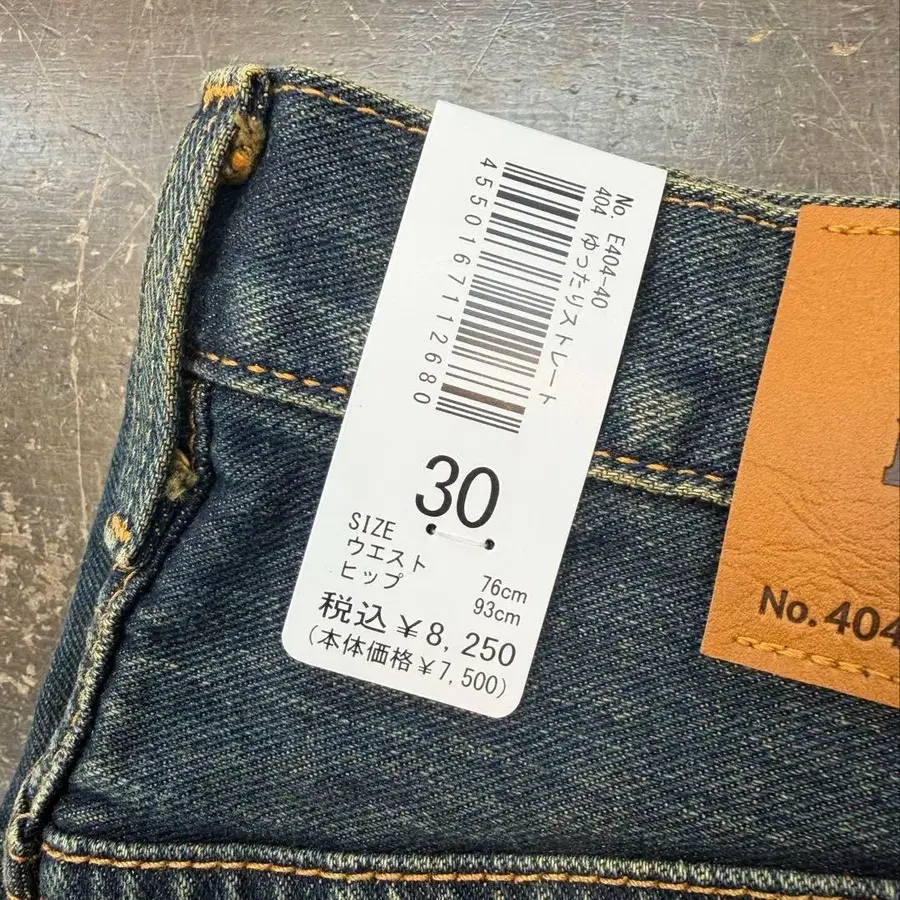 No. E404-40
404 ゆったりストレート
4550167112680
30
SIZE
ウエスト 76cm
ヒップ 93cm
税込 ¥8,250
(本体価格¥7,500)
No. 404